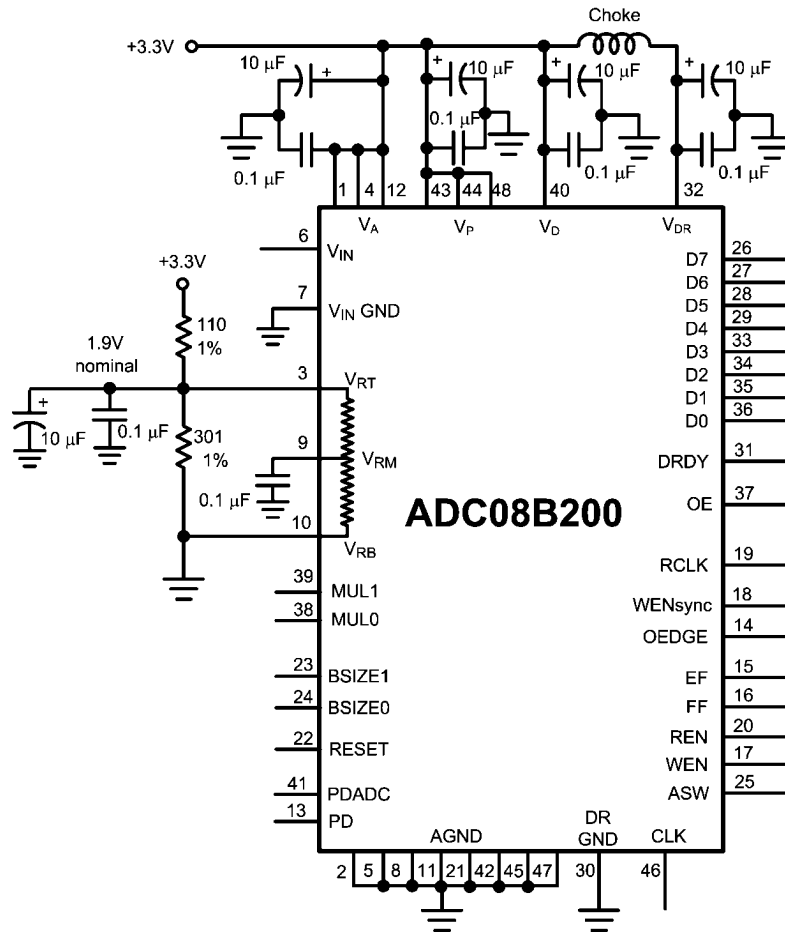 Choke
+3.3V
10 µF
10 µF
10 µF
10 µF
0.1 µF
0.1 µF
0.1 µF
0.1 µF
1 4 12 43 44 48 40 32
VA VP VD VDR
6 VIN
+3.3V
7 VIN GND
110
1%
1.9V
nominal
3 VRT
10 µF
0.1 µF
301
1%
9 VRM
0.1 µF
10 VRB
ADC08B200
39 MUL1
38 MUL0
23 BSIZE1
24 BSIZE0
22 RESET
41 PDADC
13 PD
D7 26
D6 27
D5 28
D4 29
D3 33
D2 34
D1 35
D0 36
DRDY 31
OE 37
RCLK 19
WENsync 18
OEDGE 14
EF 15
FF 16
REN 20
WEN 17
ASW 25
AGND
DR
GND
CLK
2 5 8 11 21 42 45 47 30 46